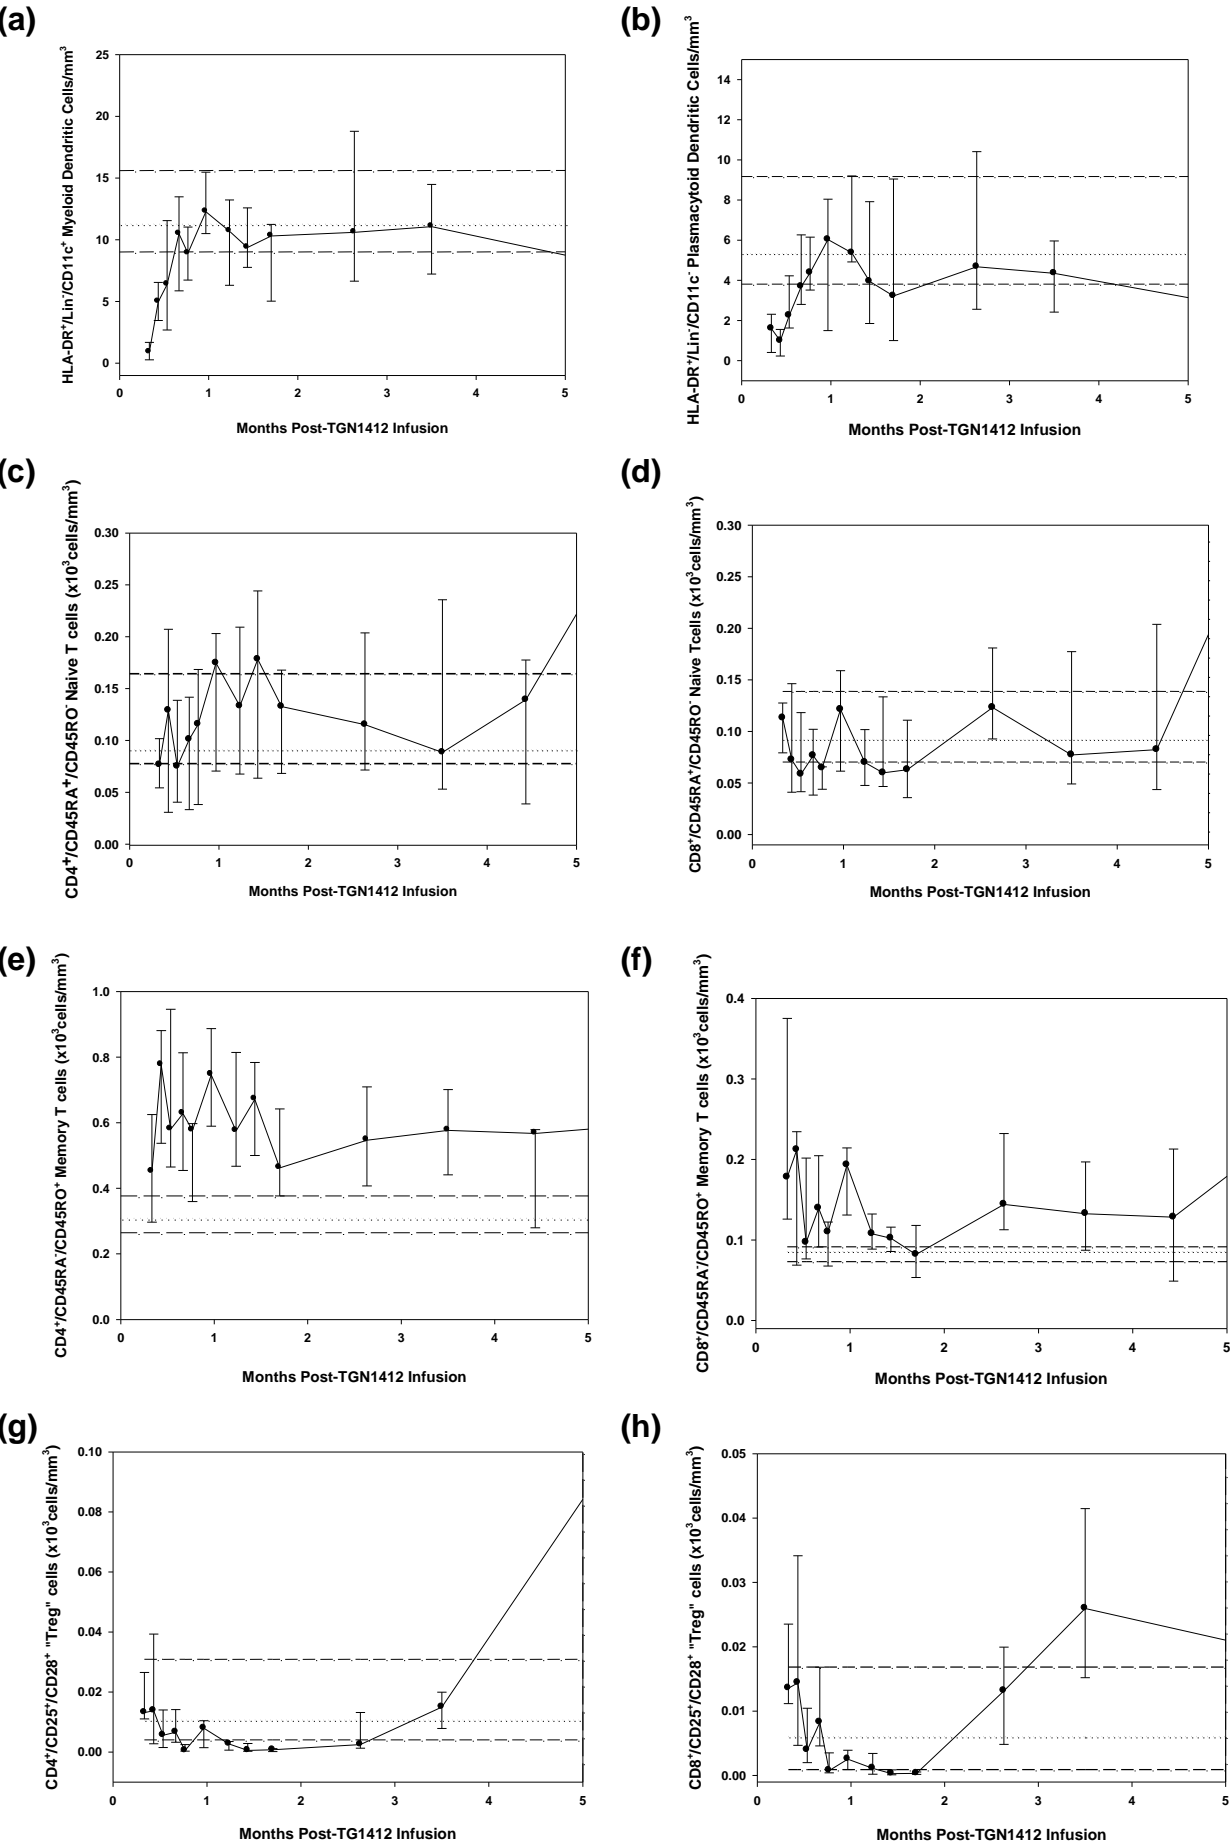 (a)
HLA-DR⁺/Lin⁻/CD11c⁺ Myeloid Dendritic Cells/mm³
25
20
15
10
5
0
0 1 2 3 4 5
Months Post-TGN1412 Infusion
(b)
HLA-DR⁺/Lin⁻/CD11c⁻ Plasmacytoid Dendritic Cells/mm³
14
12
10
8
6
4
2
0
0 1 2 3 4 5
Months Post-TGN1412 Infusion
(c)
CD4⁺/CD45RA⁺/CD45RO⁻ Naive T cells (x10³cells/mm³)
0.30
0.25
0.20
0.15
0.10
0.05
0.00
0 1 2 3 4 5
Months Post-TGN1412 Infusion
(d)
CD8⁺/CD45RA⁺/CD45RO⁻ Naive Tcells (x10³cells/mm³)
0.30
0.25
0.20
0.15
0.10
0.05
0.00
0 1 2 3 4 5
Months Post-TGN1412 Infusion
(e)
CD4⁺/CD45RA⁻/CD45RO⁺ Memory T cells (x10³cells/mm³)
1.0
0.8
0.6
0.4
0.2
0.0
0 1 2 3 4 5
Months Post-TGN1412 Infusion
(f)
CD8⁺/CD45RA⁻/CD45RO⁺ Memory T cells (x10³cells/mm³)
0.4
0.3
0.2
0.1
0.0
0 1 2 3 4 5
Months Post-TGN1412 Infusion
(g)
CD4⁺/CD25⁺/CD28⁺ "Treg" cells (x10³cells/mm³)
0.10
0.08
0.06
0.04
0.02
0.00
0 1 2 3 4 5
Months Post-TG1412 Infusion
(h)
CD8⁺/CD25⁺/CD28⁺ "Treg" cells (x10³cells/mm³)
0.05
0.04
0.03
0.02
0.01
0.00
0 1 2 3 4 5
Months Post-TGN1412 Infusion